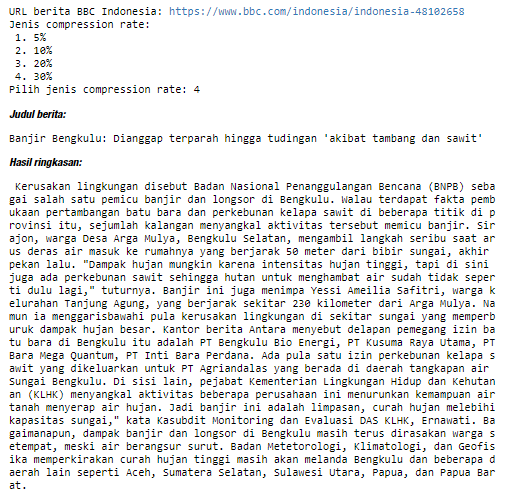 URL berita BBC Indonesia: https://www.bbc.com/indonesia/indonesia-48102658
Jenis compression rate:
1. 5%
2. 10%
3. 20%
4. 30%
Pilih jenis compression rate: 4
Judul berita:
Banjir Bengkulu: Dianggap terparah hingga tudingan 'akibat tambang dan sawit'
Hasil ringkasan:
Kerusakan lingkungan disebut Badan Nasional Penanggulangan Bencana (BNPB) seba
gai salah satu pemicu banjir dan longsor di Bengkulu. Walau terdapat fakta pemb
ukaan pertambangan batu bara dan perkebunan kelapa sawit di beberapa titik di p
rovinsi itu, sejumlah kalangan menyangkal aktivitas tersebut memicu banjir. Sir
ajon, warga Desa Arga Mulya, Bengkulu Selatan, mengambil langkah seribu saat ar
us deras air masuk ke rumahnya yang berjarak 50 meter dari bibir sungai, akhir
pekan lalu. "Dampak hujan mungkin karena intensitas hujan tinggi, tapi di sini
juga ada perkebunan sawit sehingga hutan untuk menghambat air sudah tidak seper
ti dulu lagi," tuturnya. Banjir ini juga menimpa Yessi Ameilia Safitri, warga k
elurahan Tanjung Agung, yang berjarak sekitar 230 kilometer dari Arga Mulya. Na
mun ia menggarisbawahi pula kerusakan lingkungan di sekitar sungai yang memperb
uruk dampak hujan besar. Kantor berita Antara menyebut delapan pemegang izin ba
tu bara di Bengkulu itu adalah PT Bengkulu Bio Energi, PT Kusuma Raya Utama, PT
Bara Mega Quantum, PT Inti Bara Perdana. Ada pula satu izin perkebunan kelapa s
awit yang dikeluarkan untuk PT Agriandalas yang berada di daerah tangkapan air
Sungai Bengkulu. Di sisi lain, pejabat Kementerian Lingkungan Hidup dan Kehutan
an (KLHK) menyangkal aktivitas beberapa perusahaan ini menurunkan kemampuan air
tanah menyerap air hujan. Jadi banjir ini adalah limpasan, curah hujan melebihi
kapasitas sungai," kata Kasubdit Monitoring dan Evaluasi DAS KLHK, Ernawati. Ba
gaimanapun, dampak banjir dan longsor di Bengkulu masih terus dirasakan warga s
etempat, meski air berangsur surut. Badan Metetorologi, Klimatologi, dan Geofis
ika memperkirakan curah hujan tinggi masih akan melanda Bengkulu dan beberapa d
aerah lain seperti Aceh, Sumatera Selatan, Sulawesi Utara, Papua, dan Papua Bar
at.